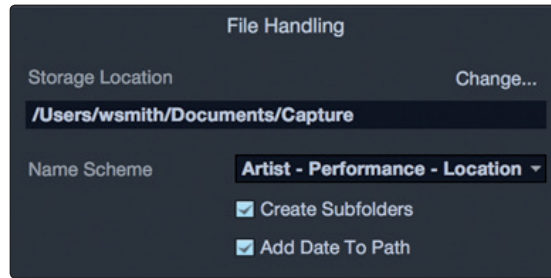 File Handling
Storage Location Change...
/Users/wsmith/Documents/Capture
Name Scheme Artist - Performance - Location
Create Subfolders
Add Date To Path